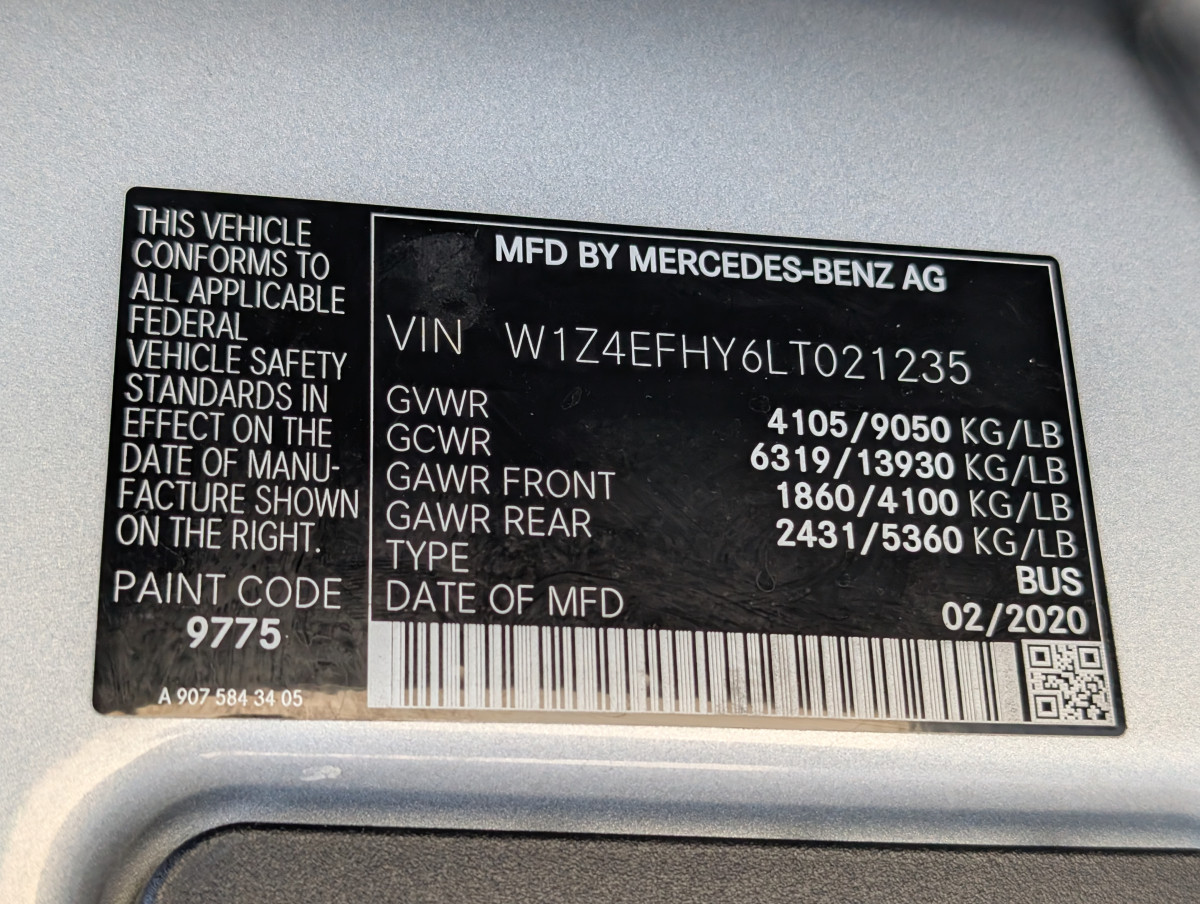 THIS VEHICLE
CONFORMS TO
ALL APPLICABLE
FEDERAL
VEHICLE SAFETY
STANDARDS IN
EFFECT ON THE
DATE OF MANU-
FACTURE SHOWN
ON THE RIGHT.
PAINT CODE
9775
A 907 584 34 05
MFD BY MERCEDES-BENZ AG
VIN W1Z4EFHY6LT021235
GVWR 4105/9050 KG/LB
GCWR 6319/13930 KG/LB
GAWR FRONT 1860/4100 KG/LB
GAWR REAR 2431/5360 KG/LB
TYPE BUS
DATE OF MFD 02/2020